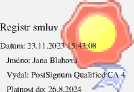 Registr smluv
Datum: 23.11.2023 15:43:08
Jméno: Jana Bláhová
Vydal: PostSignum Qualified CA 4
Platnost do: 26.8.2024